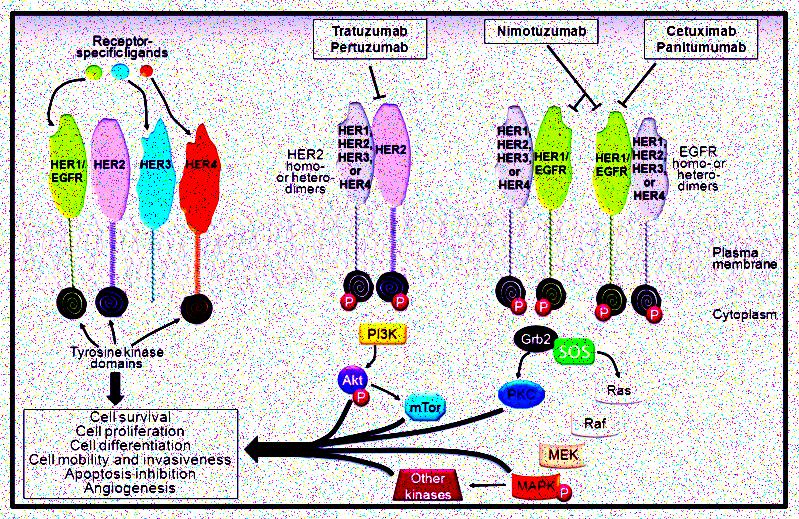 Receptor-
specific ligands
Tratuzumab
Pertuzumab
Nimotuzumab
Cetuximab
Panitumumab
HER1/
EGFR
HER2
HER3
HER4
HER2
homo-
or hetero-
dimers
HER1,
HER2,
HER3,
or
HER4
HER2
HER1,
HER2,
HER3,
or
HER4
HER1/
EGFR
HER1/
EGFR
HER1,
HER2,
HER3,
or
HER4
EGFR
homo- or
hetero-
dimers
Plasma
membrane
Cytoplasm
P
P
P
P
P
P
Tyrosine kinase
domains
PI3K
Akt
P
mTor
Grb2
SOS
PKC
Ras
Raf
MEK
MAPK
P
Other
kinases
Cell survival
Cell proliferation
Cell differentiation
Cell mobility and invasiveness
Apoptosis inhibition
Angiogenesis